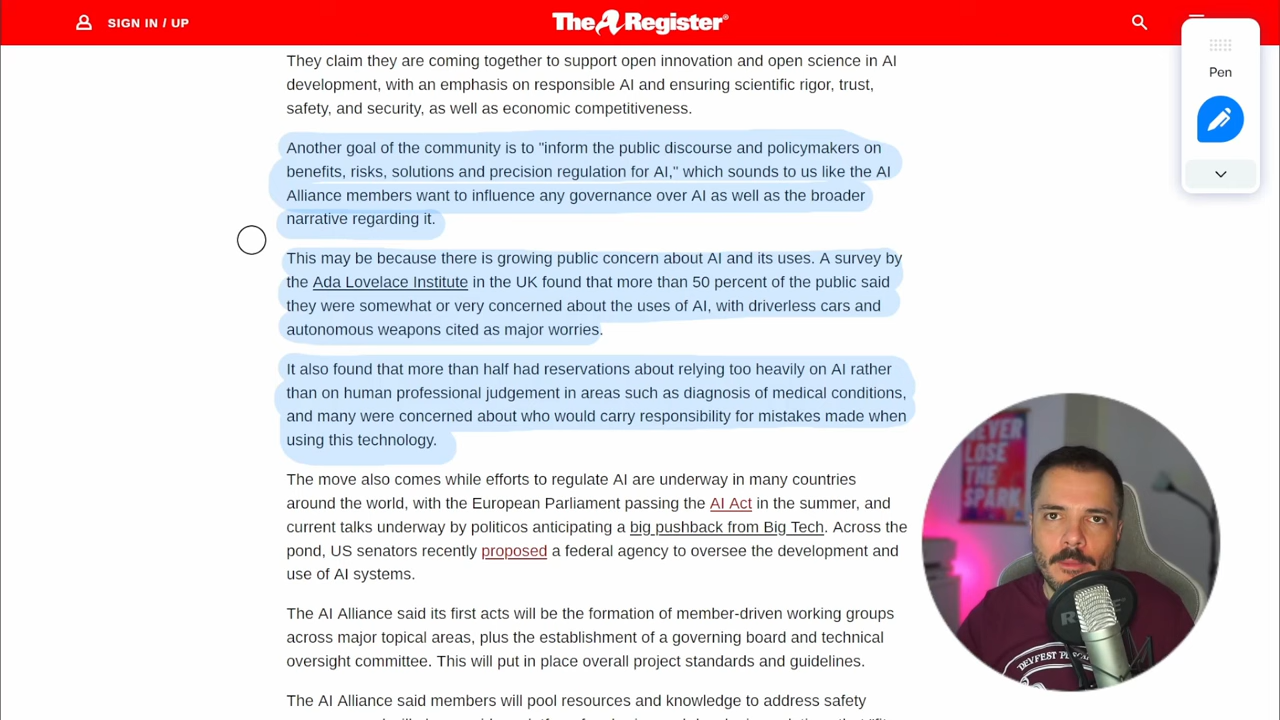 SIGN IN / UP
The Register
Pen
They claim they are coming together to support open innovation and open science in AI
development, with an emphasis on responsible AI and ensuring scientific rigor, trust,
safety, and security, as well as economic competitiveness.
Another goal of the community is to "inform the public discourse and policymakers on
benefits, risks, solutions and precision regulation for AI," which sounds to us like the AI
Alliance members want to influence any governance over AI as well as the broader
narrative regarding it.
This may be because there is growing public concern about AI and its uses. A survey by
the Ada Lovelace Institute in the UK found that more than 50 percent of the public said
they were somewhat or very concerned about the uses of AI, with driverless cars and
autonomous weapons cited as major worries.
It also found that more than half had reservations about relying too heavily on AI rather
than on human professional judgement in areas such as diagnosis of medical conditions,
and many were concerned about who would carry responsibility for mistakes made when
using this technology.
The move also comes while efforts to regulate AI are underway in many countries
around the world, with the European Parliament passing the AI Act in the summer, and
current talks underway by politicos anticipating a big pushback from Big Tech. Across the
pond, US senators recently proposed a federal agency to oversee the development and
use of AI systems.
The AI Alliance said its first acts will be the formation of member-driven working groups
across major topical areas, plus the establishment of a governing board and technical
oversight committee. This will put in place overall project standards and guidelines.
The AI Alliance said members will pool resources and knowledge to address safety
NEVER
LOSE
THE
SPARK
DEVFEST